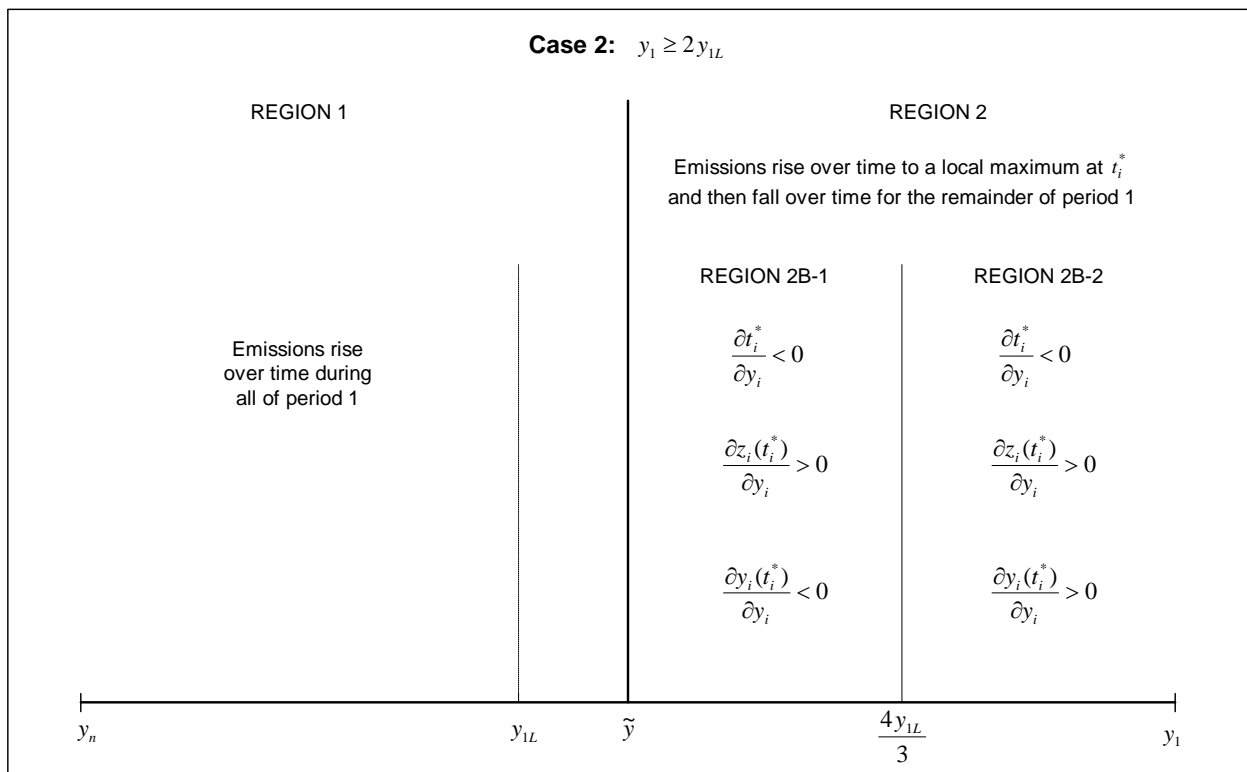 Case 2: y₁ ≥ 2y₁L
REGION 1
REGION 2
Emissions rise over time to a local maximum at tᵢ*
and then fall over time for the remainder of period 1
Emissions rise
over time during
all of period 1
REGION 2B-1
∂tᵢ*/∂yᵢ < 0
∂zᵢ(tᵢ*)/∂yᵢ > 0
∂yᵢ(tᵢ*)/∂yᵢ < 0
REGION 2B-2
∂tᵢ*/∂yᵢ < 0
∂zᵢ(tᵢ*)/∂yᵢ > 0
∂yᵢ(tᵢ*)/∂yᵢ > 0
yₙ y₁L ỹ 4y₁L/3 y₁